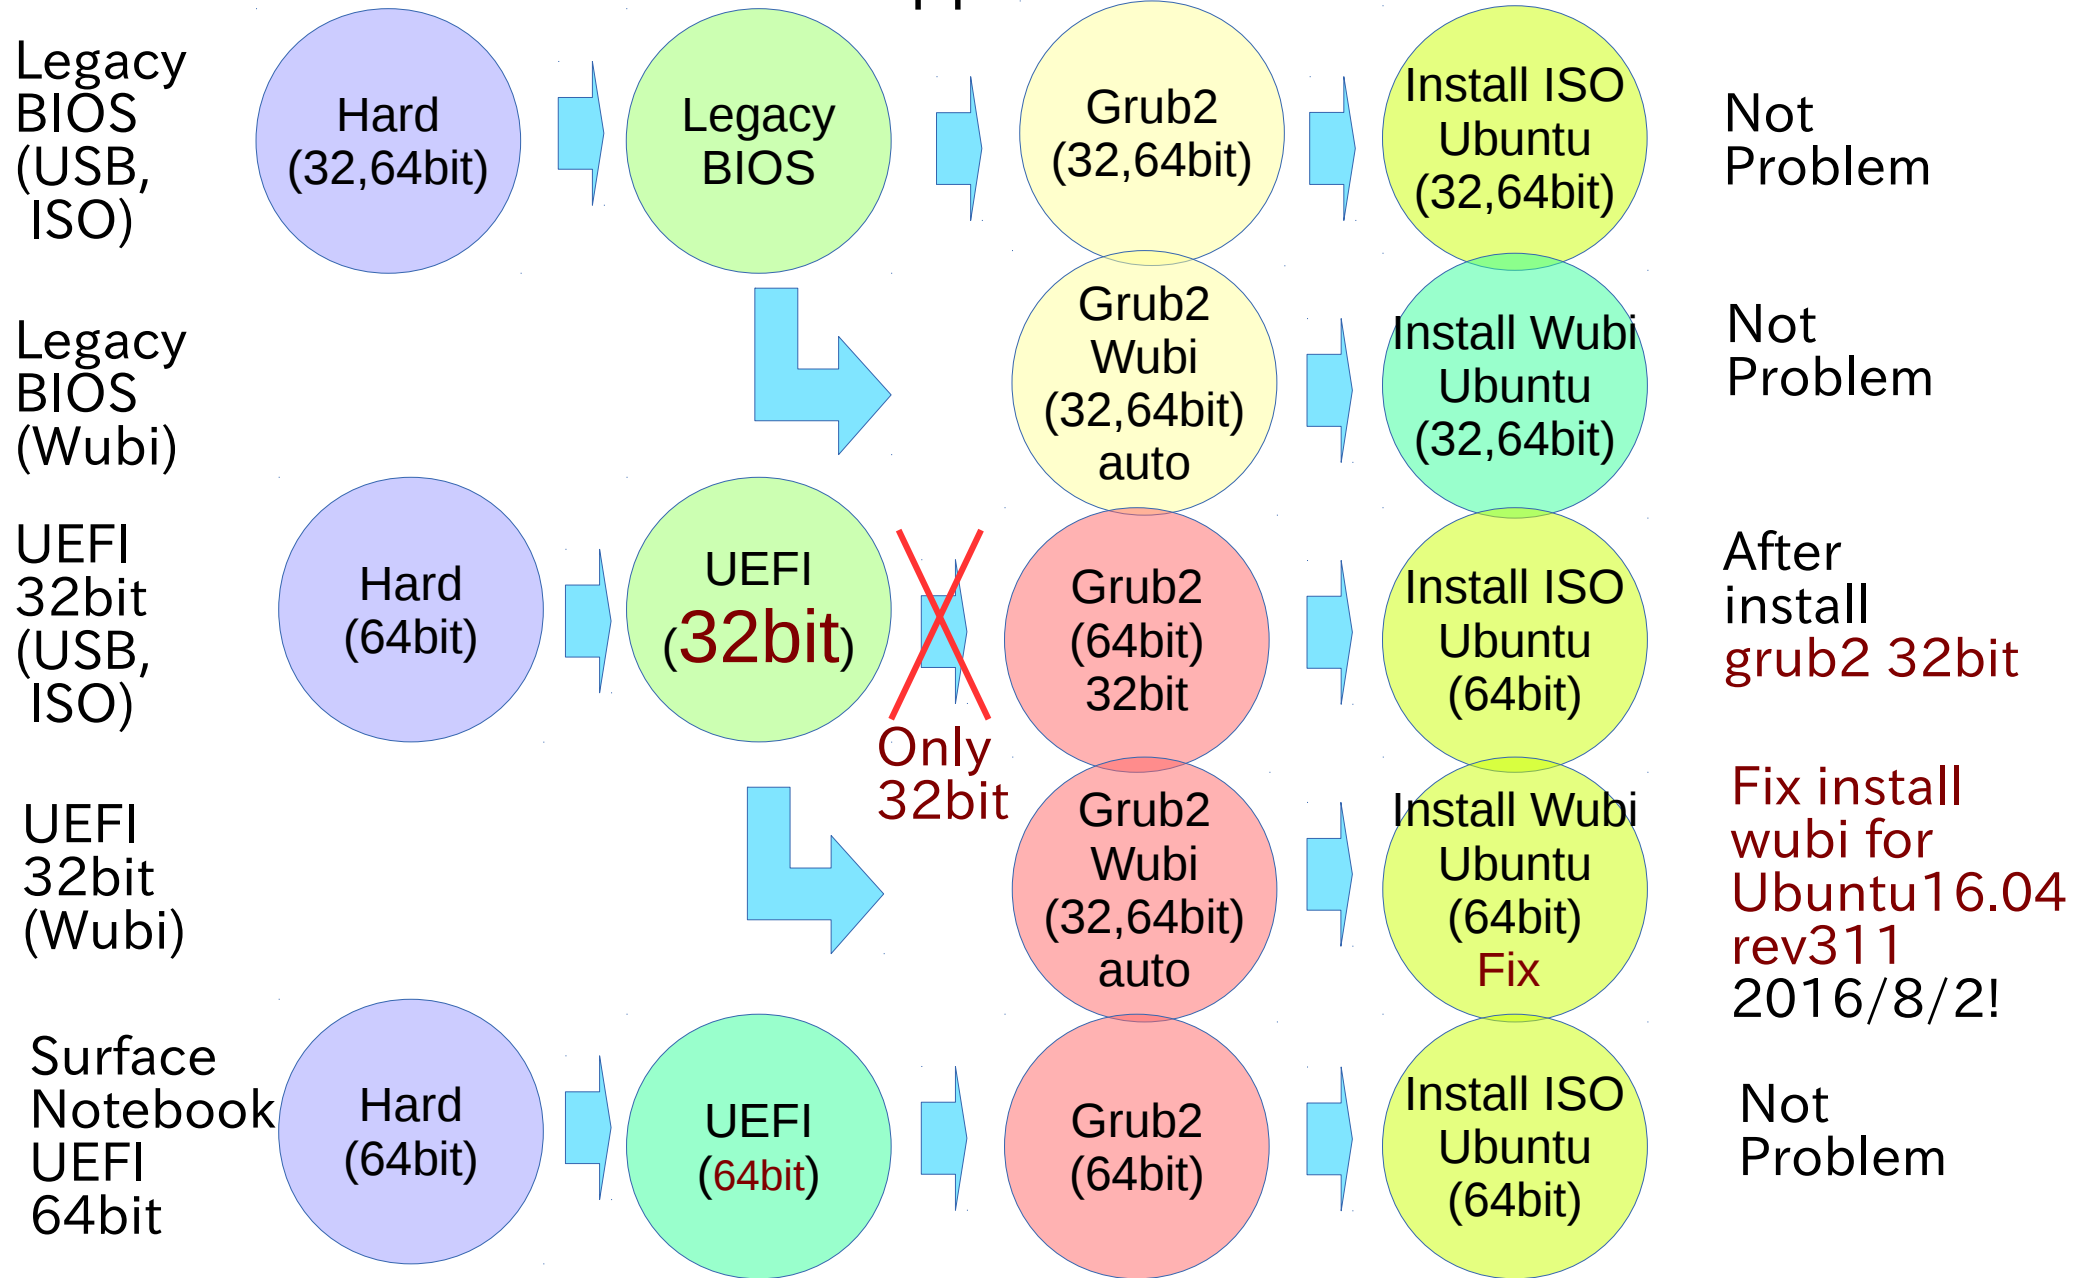 Legacy
BIOS
(USB,
ISO)
Hard
(32,64bit)
Legacy
BIOS
Grub2
(32,64bit)
Install ISO
Ubuntu
(32,64bit)
Not
Problem
Legacy
BIOS
(Wubi)
Grub2
Wubi
(32,64bit)
auto
Install Wubi
Ubuntu
(32,64bit)
Not
Problem
UEFI
32bit
(USB,
ISO)
Hard
(64bit)
UEFI
(32bit)
Only
32bit
Grub2
(64bit)
32bit
Install ISO
Ubuntu
(64bit)
After
install
grub2 32bit
UEFI
32bit
(Wubi)
Grub2
Wubi
(32,64bit)
auto
Install Wubi
Ubuntu
(64bit)
Fix
Fix install
wubi for
Ubuntu16.04
rev311
2016/8/2!
Surface
Notebook
UEFI
64bit
Hard
(64bit)
UEFI
(64bit)
Grub2
(64bit)
Install ISO
Ubuntu
(64bit)
Not
Problem